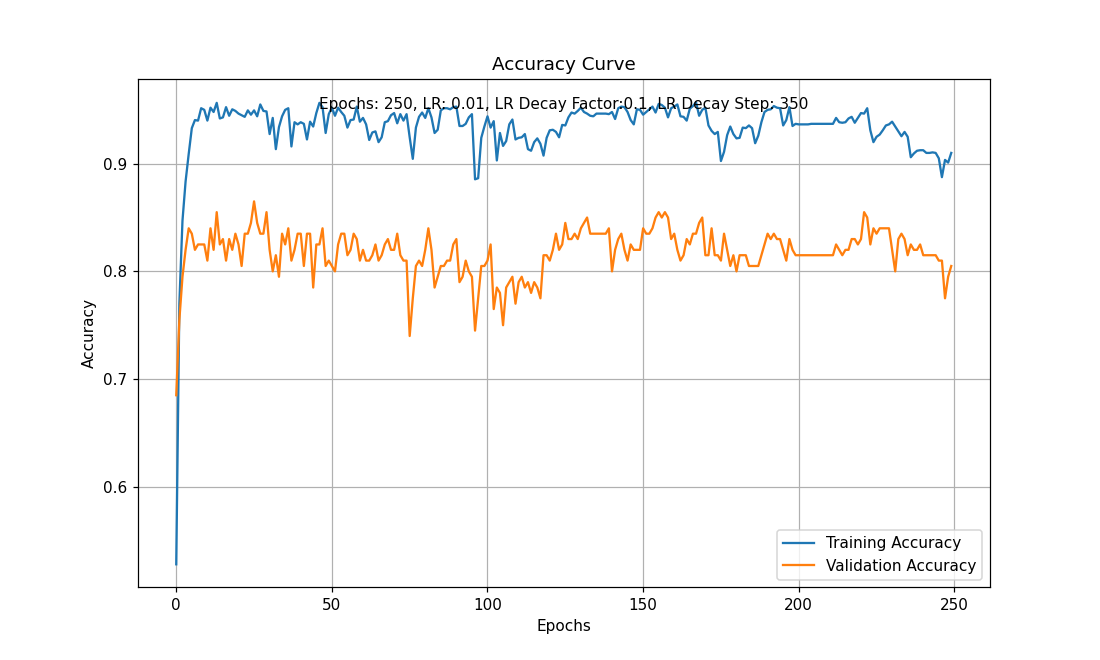 Accuracy Curve
Epochs: 250, LR: 0.01, LR Decay Factor:0.1, LR Decay Step: 350
Accuracy
0.9
0.8
0.7
0.6
0
50
100
150
200
250
Epochs
Training Accuracy
Validation Accuracy